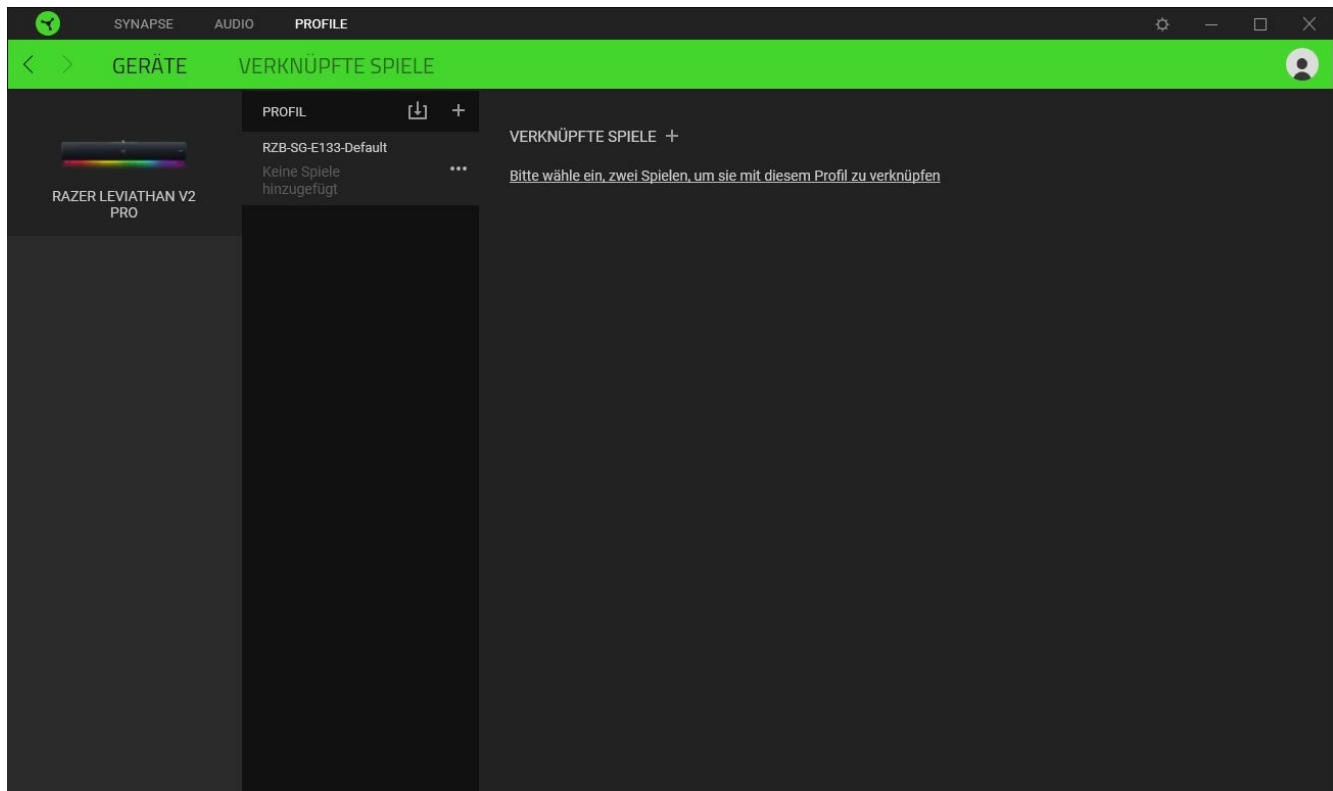 SYNAPSE AUDIO PROFILE
GERÄTE VERKNÜPFTE SPIELE
PROFIL
RZB-SG-E133-Default
Keine Spiele
hinzugefügt
RAZER LEVIATHAN V2
PRO
VERKNÜPFTE SPIELE
Bitte wähle ein, zwei Spielen, um sie mit diesem Profil zu verknüpfen